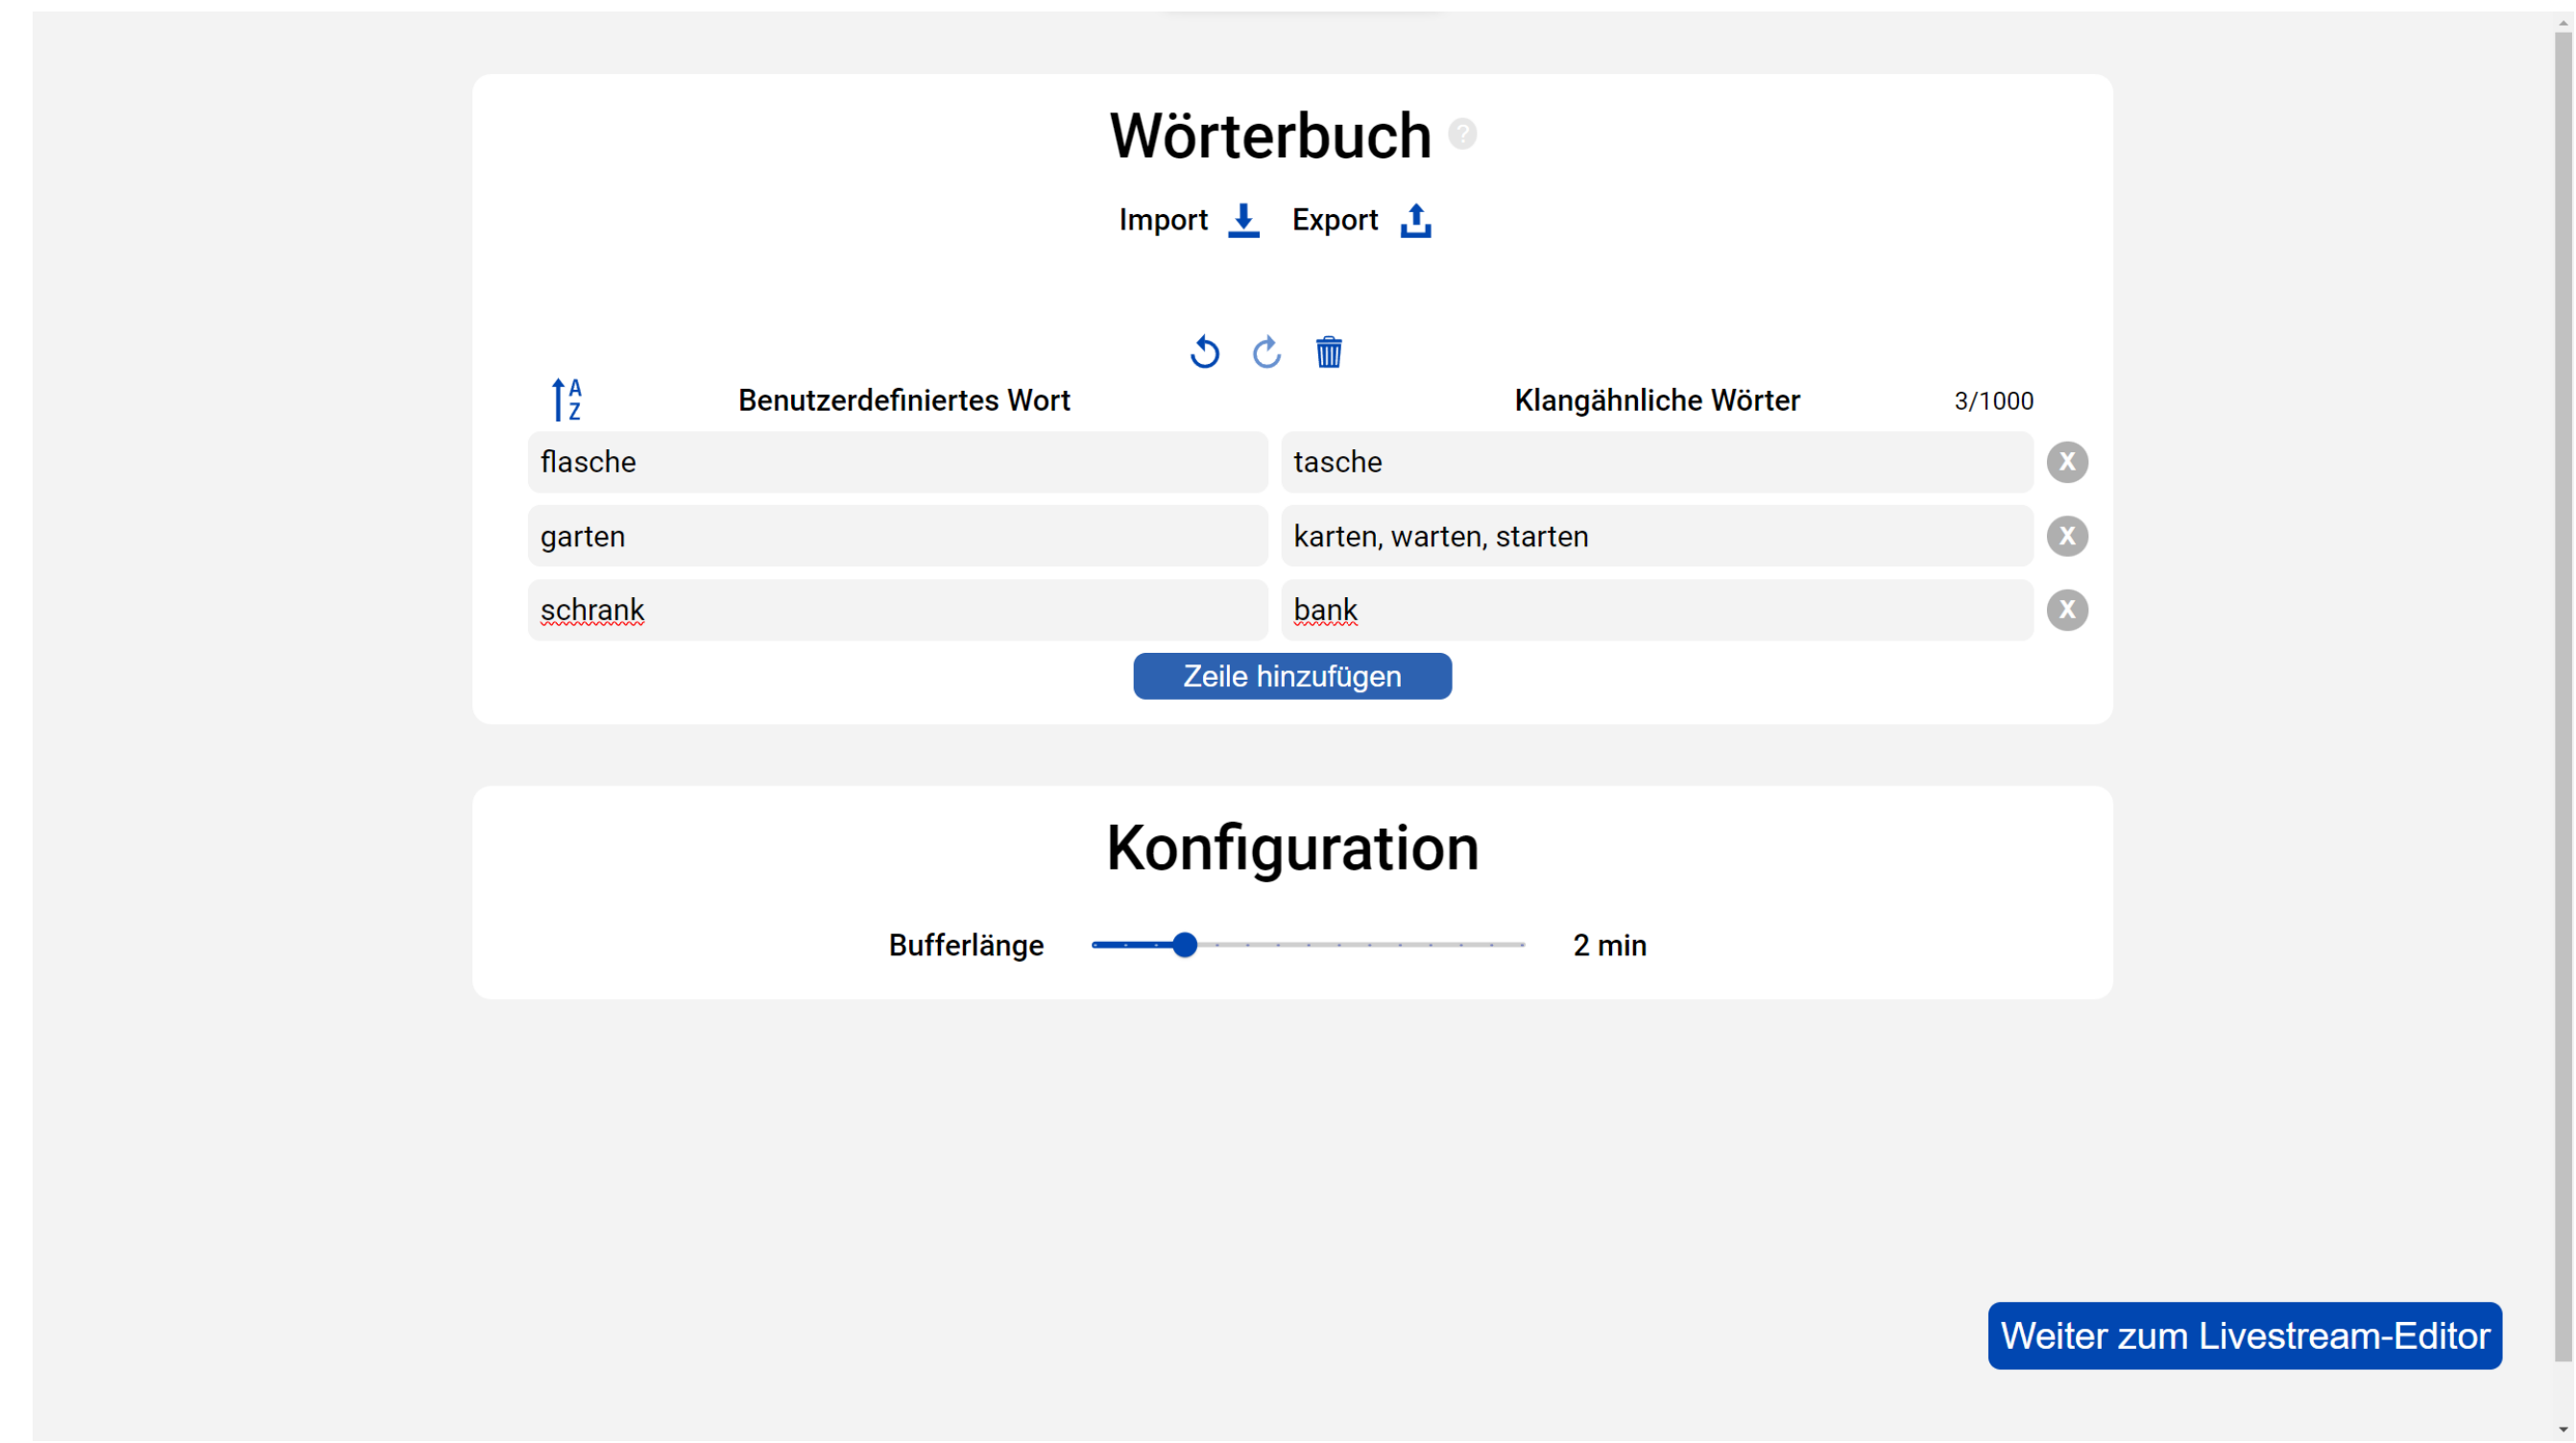 Wörterbuch ?
Import Export
A
Z
Benutzerdefiniertes Wort Klangähnliche Wörter 3/1000
flasche tasche X
garten karten, warten, starten X
schrank bank X
Zeile hinzufügen
Konfiguration
Bufferlänge 2 min
Weiter zum Livestream-Editor